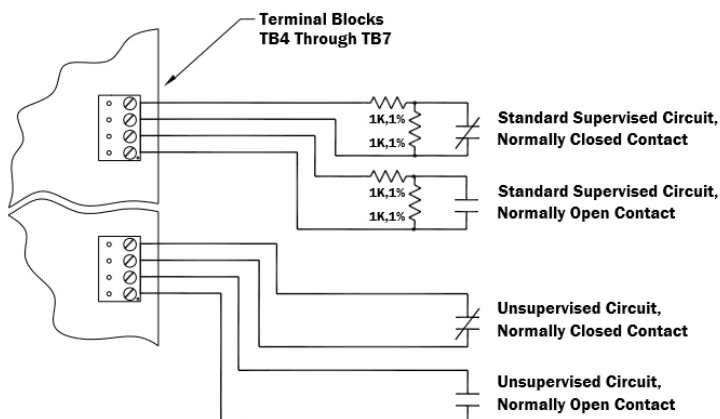 Terminal Blocks
TB4 Through TB7
1K,1%
1K,1%
Standard Supervised Circuit,
Normally Closed Contact
1K,1%
1K,1%
Standard Supervised Circuit,
Normally Open Contact
Unsupervised Circuit,
Normally Closed Contact
Unsupervised Circuit,
Normally Open Contact